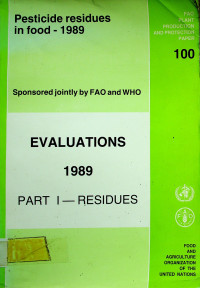 Pesticide residues
in food - 1989
FAO
PLANT
PRODUCTION
AND PROTECTION
PAPER
100
Sponsored jointly by FAO and WHO
EVALUATIONS
1989
PART I — RESIDUES
FOOD
AND
AGRICULTURE
ORGANIZATION
OF THE
UNITED NATIONS